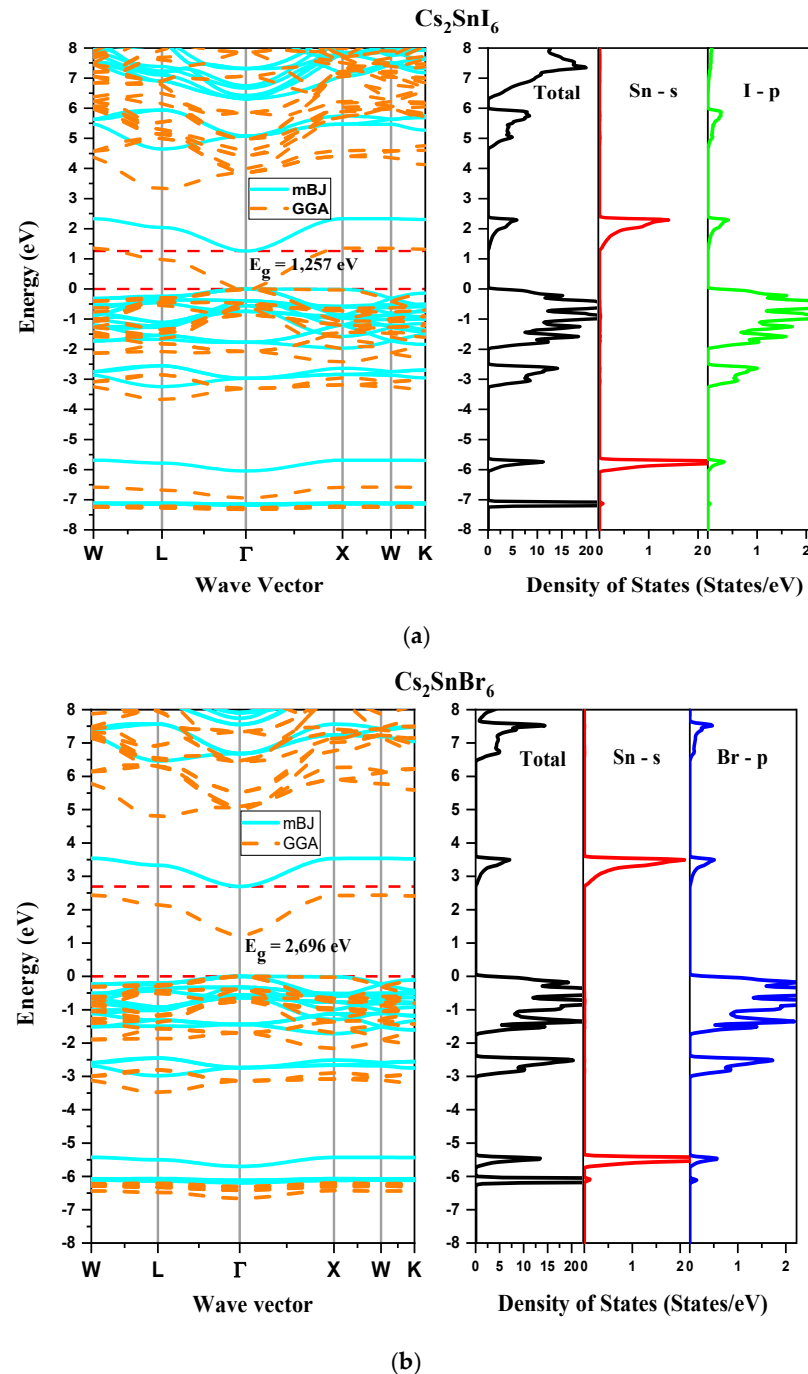 Cs₂SnI₆
8
7
6
5
4
3
2
1
0
-1
-2
-3
-4
-5
-6
-7
-8
Energy (eV)
mBJ
GGA
E_g = 1,257 eV
W L Γ X W K
Wave Vector
Total Sn - s I - p
0 5 10 15 20 0 1 2 0 1 2
Density of States (States/eV)
(a)
Cs₂SnBr₆
8
7
6
5
4
3
2
1
0
-1
-2
-3
-4
-5
-6
-7
-8
Energy (eV)
mBJ
GGA
E_g = 2,696 eV
W L Γ X W K
Wave vector
Total Sn - s Br - p
0 5 10 15 20 0 1 2 0 1 2
Density of States (States/eV)
(b)